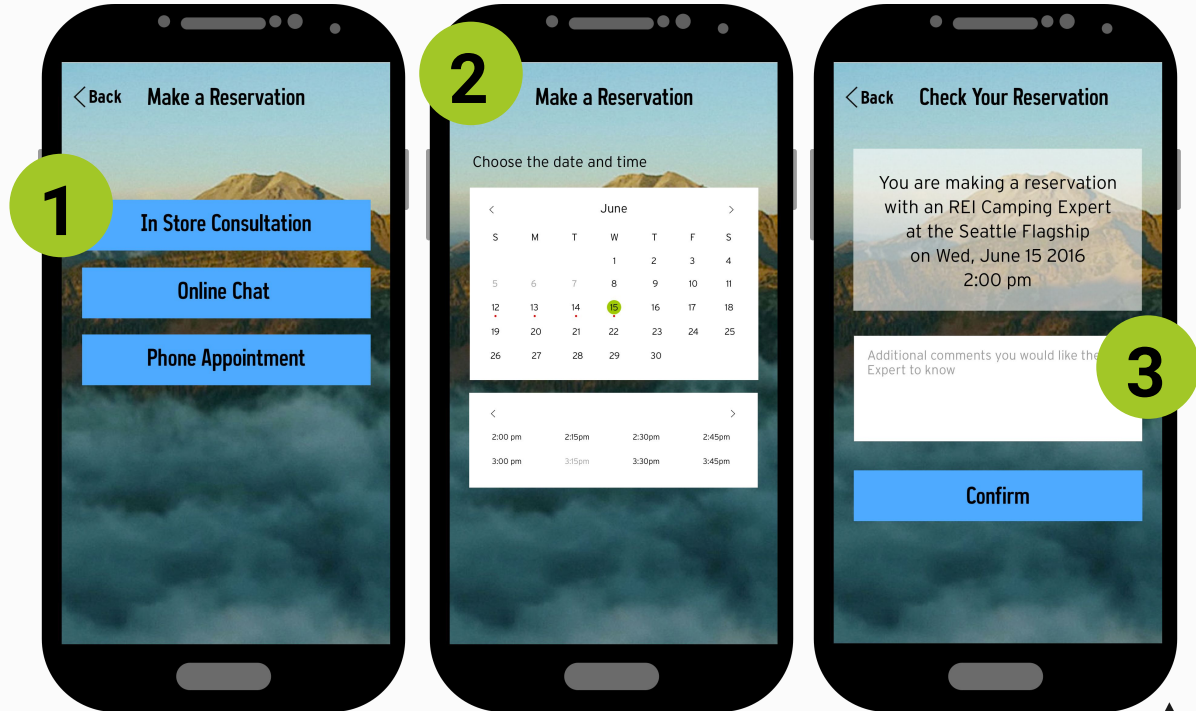 1
< Back Make a Reservation
In Store Consultation
Online Chat
Phone Appointment
2
Make a Reservation
Choose the date and time
< June >
S M T W T F S
1 2 3 4
5 6 7 8 9 10 11
12 13 14 15 16 17 18
19 20 21 22 23 24 25
26 27 28 29 30
< >
2:00 pm 2:15pm 2:30pm 2:45pm
3:00 pm 3:15pm 3:30pm 3:45pm
3
< Back Check Your Reservation
You are making a reservation
with an REI Camping Expert
at the Seattle Flagship
on Wed, June 15 2016
2:00 pm
Additional comments you would like the
Expert to know
Confirm